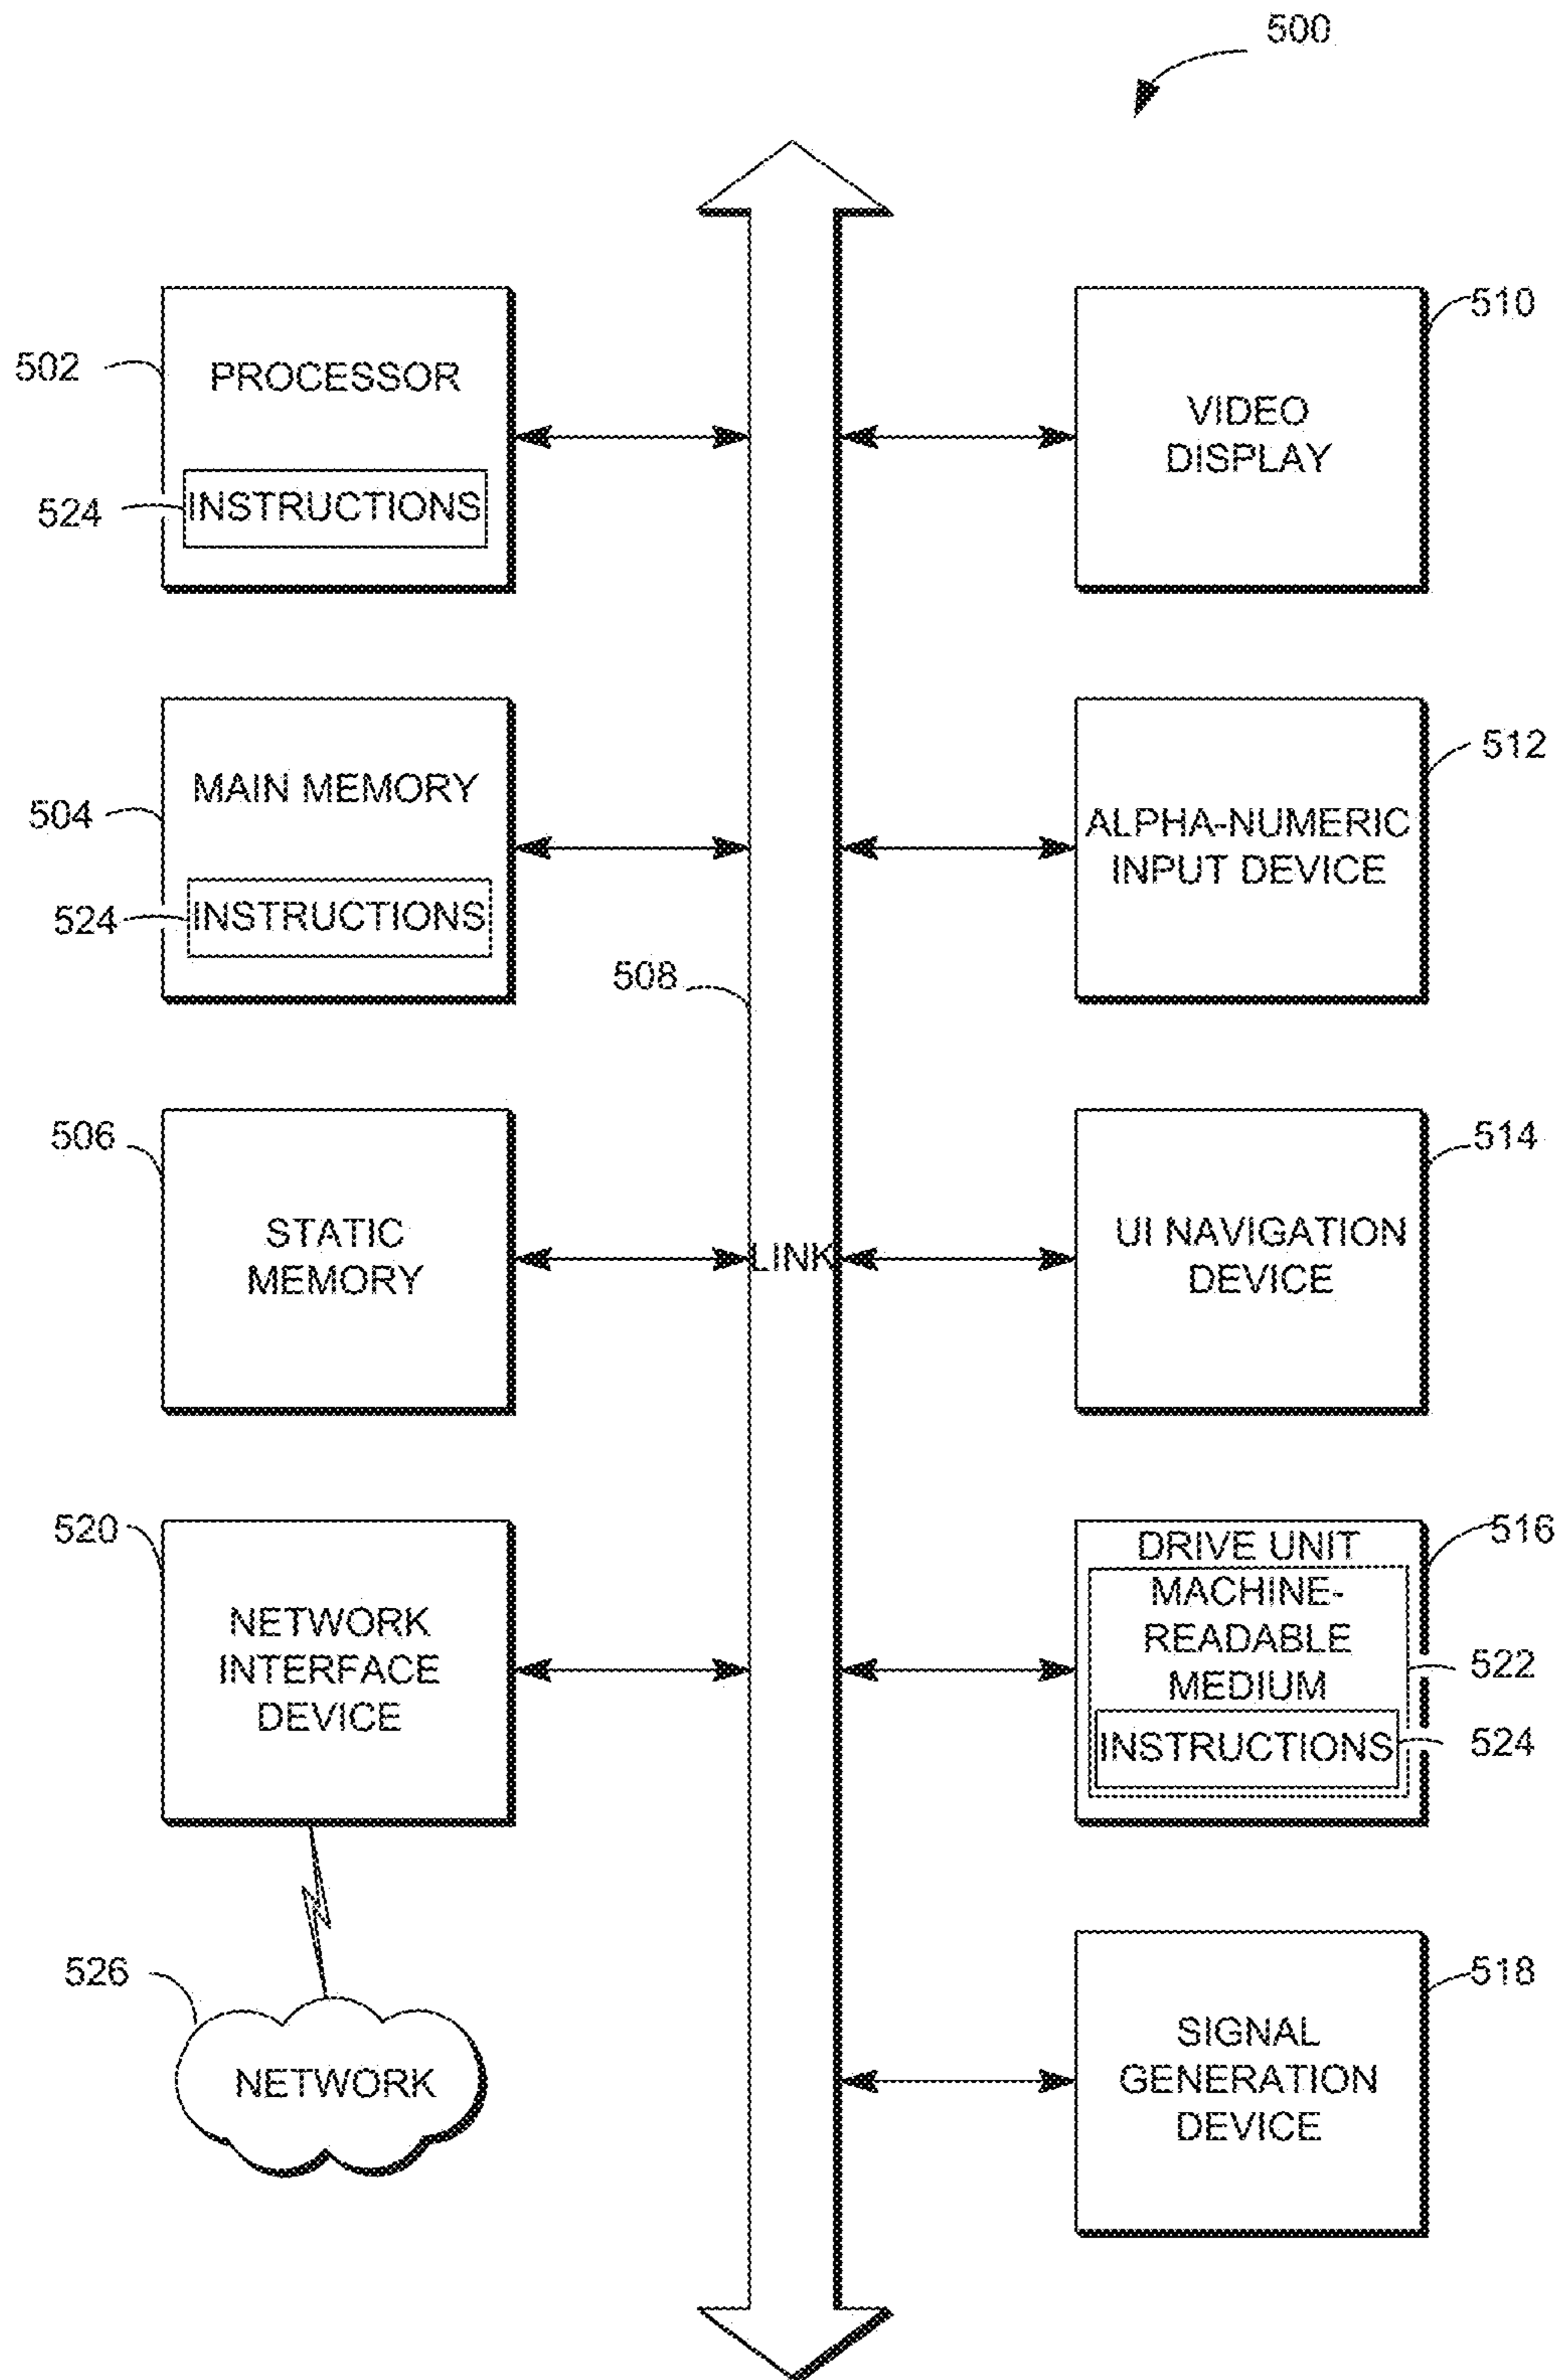 500
502
PROCESSOR
524
INSTRUCTIONS
510
VIDEO
DISPLAY
504
MAIN MEMORY
524
INSTRUCTIONS
512
ALPHA-NUMERIC
INPUT DEVICE
508
LINK
506
STATIC
MEMORY
514
UI NAVIGATION
DEVICE
520
NETWORK
INTERFACE
DEVICE
516
DRIVE UNIT
MACHINE-
READABLE
MEDIUM
522
INSTRUCTIONS
524
526
NETWORK
518
SIGNAL
GENERATION
DEVICE